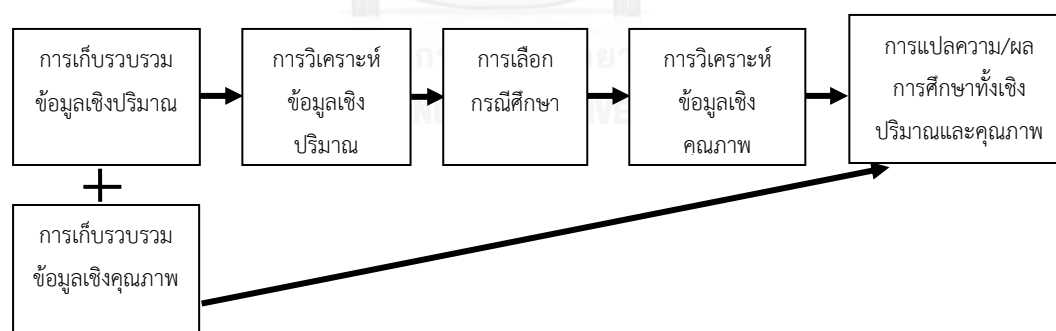 การเก็บรวบรวม
ข้อมูลเชิงปริมาณ
การวิเคราะห์
ข้อมูลเชิง
ปริมาณ
การเลือก
กรณีศึกษา
การวิเคราะห์
ข้อมูลเชิง
คุณภาพ
การแปลความ/ผล
การศึกษาทั้งเชิง
ปริมาณและคุณภาพ
+
การเก็บรวบรวม
ข้อมูลเชิงคุณภาพ